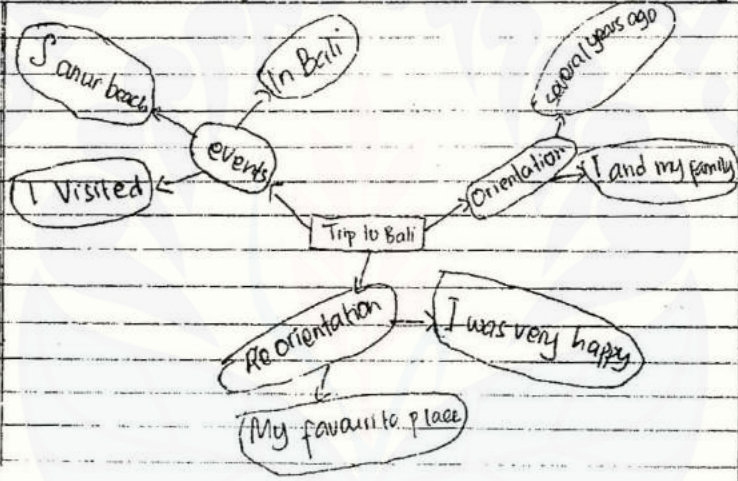 Sanur beach
In Bali
several years ago
events
Orientation
I Visited
I and my family
Trip to Bali
Re orientation
I was very happy
My favourite place